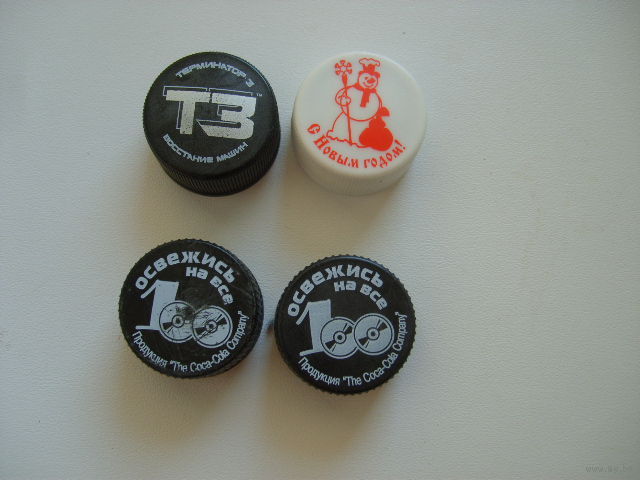 ТЕРМИНАТОР 3
T3
™
ВОССТАНИЕ МАШИН
С Новым годом!
ОСВЕЖИСЬ
НА ВСЕ
100
Продукция "The Coca-Cola Company"
ОСВЕЖИСЬ
НА ВСЕ
100
Продукция "The Coca-Cola Company"